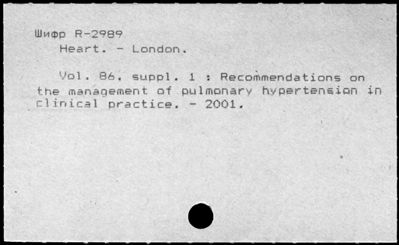 Шифр R-2989
Heart. - London.
Vol. 86, suppl. 1 : Recommendations on
the management of pulmonary hypertension in
clinical practice. - 2001.